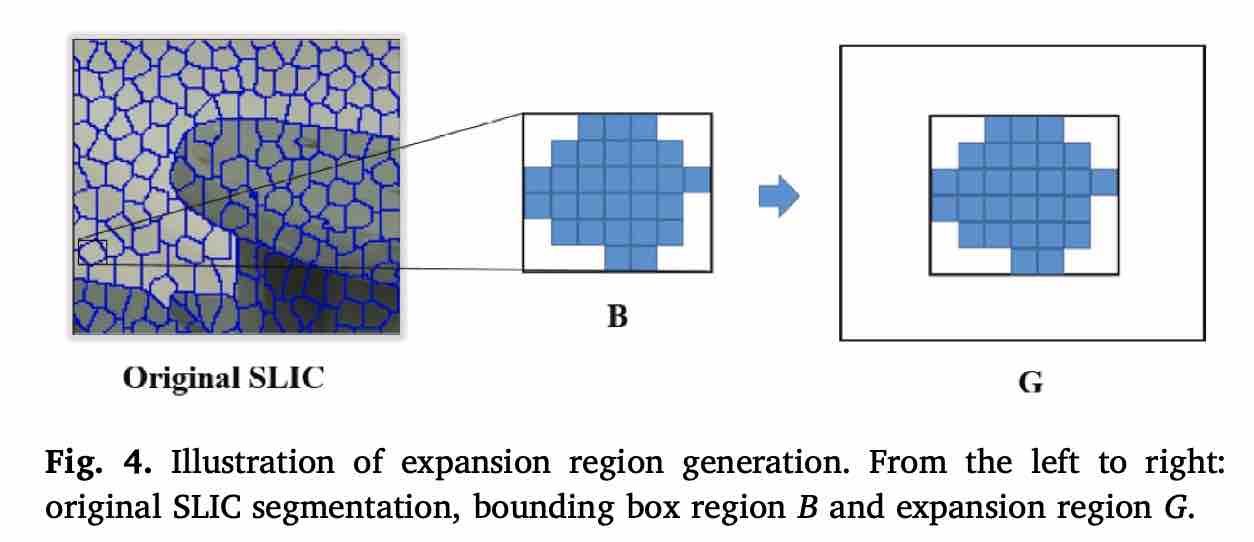 B
Original SLIC
G
Fig. 4. Illustration of expansion region generation. From the left to right:
original SLIC segmentation, bounding box region B and expansion region G.